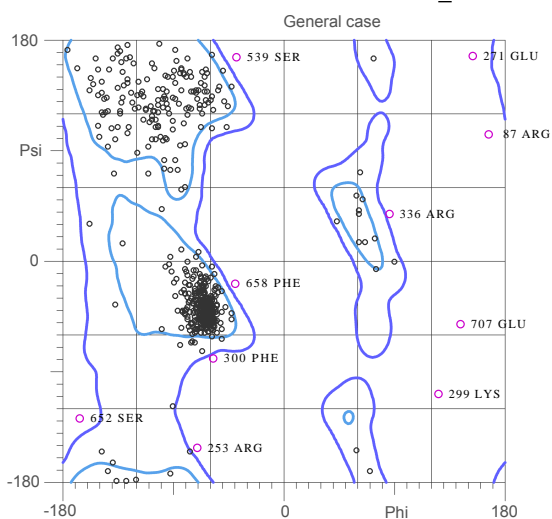 General case
180
539 SER
271 GLU
87 ARG
Psi
336 ARG
0
658 PHE
707 GLU
300 PHE
299 LYS
652 SER
253 ARG
-180
-180
0
Phi
180